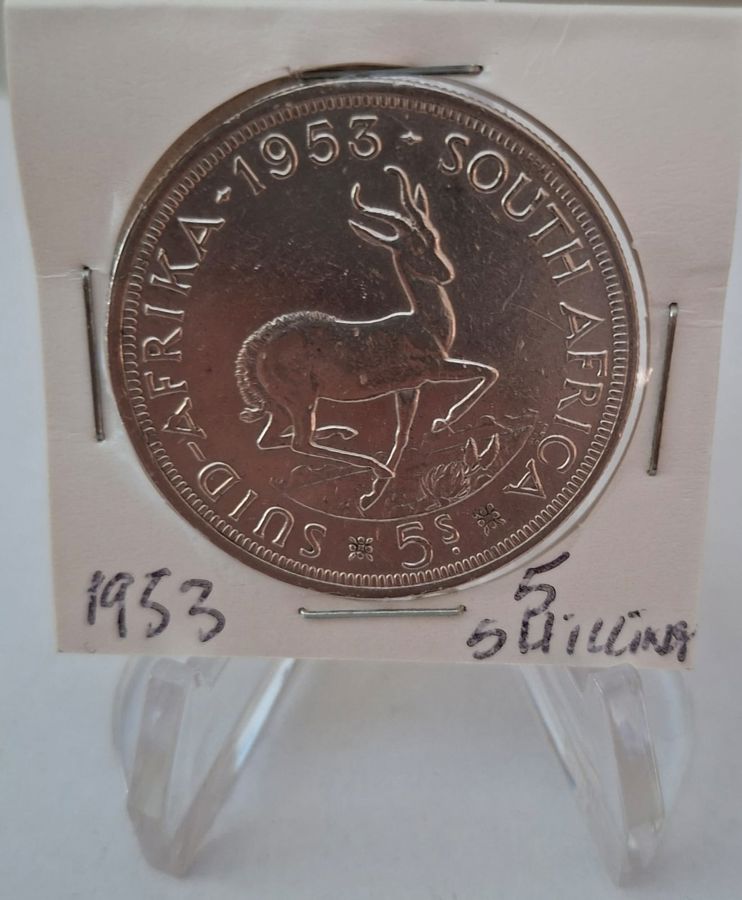 SUID-AFRIKA · 1953 · SOUTH AFRICA
5S.
1953
5
SHILLING